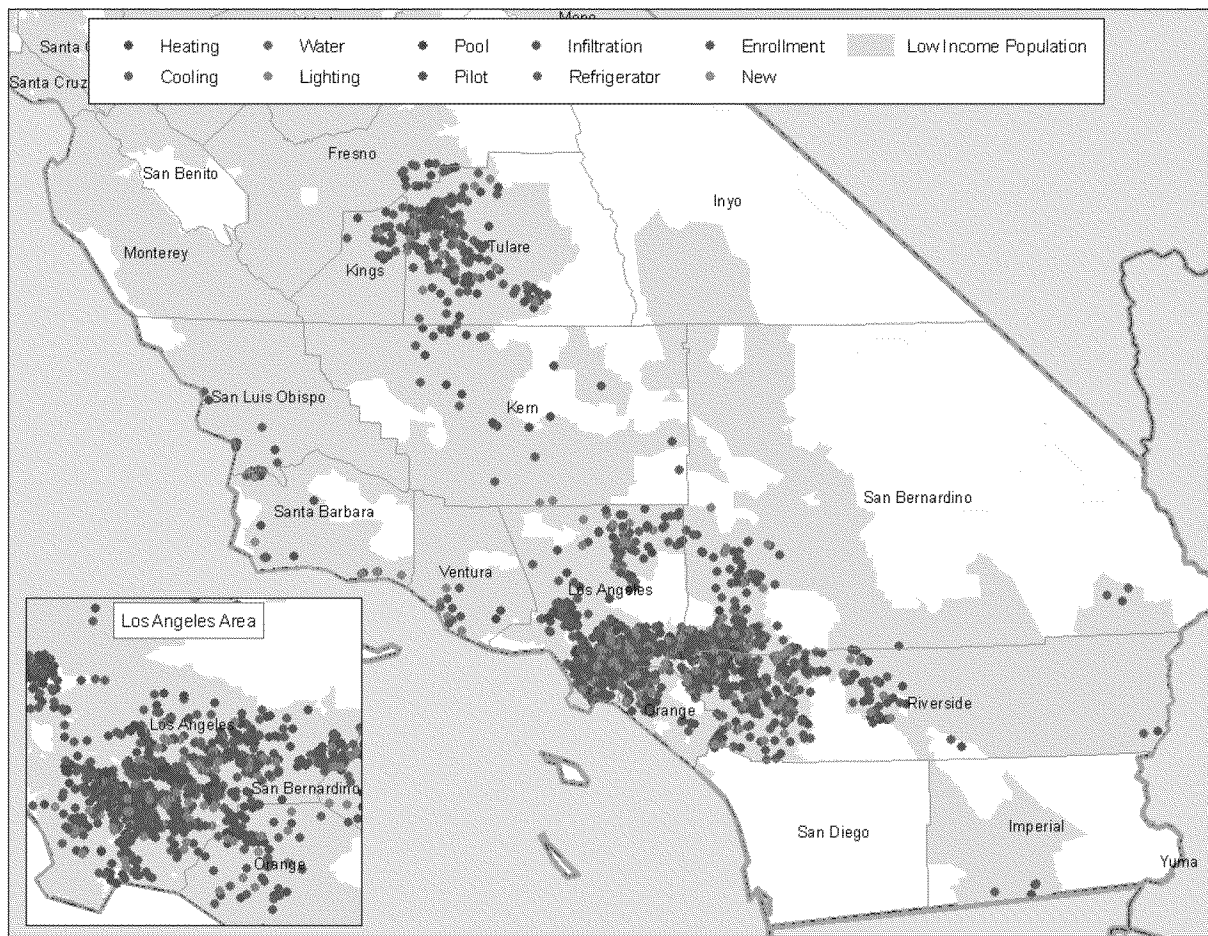 Mono
Heating Water Pool Infiltration Enrollment Low Income Population
Cooling Lighting Pilot Refrigerator New
Santa C
Santa Cruz
Fresno
San Benito
Inyo
Monterey
Tulare
Kings
San Luis Obispo
Kern
San Bernardino
Santa Barbara
Ventura
Los Angeles
Los Angeles Area
Orange
Riverside
Los Angeles
San Bernardino
Orange
San Diego
Imperial
Yuma